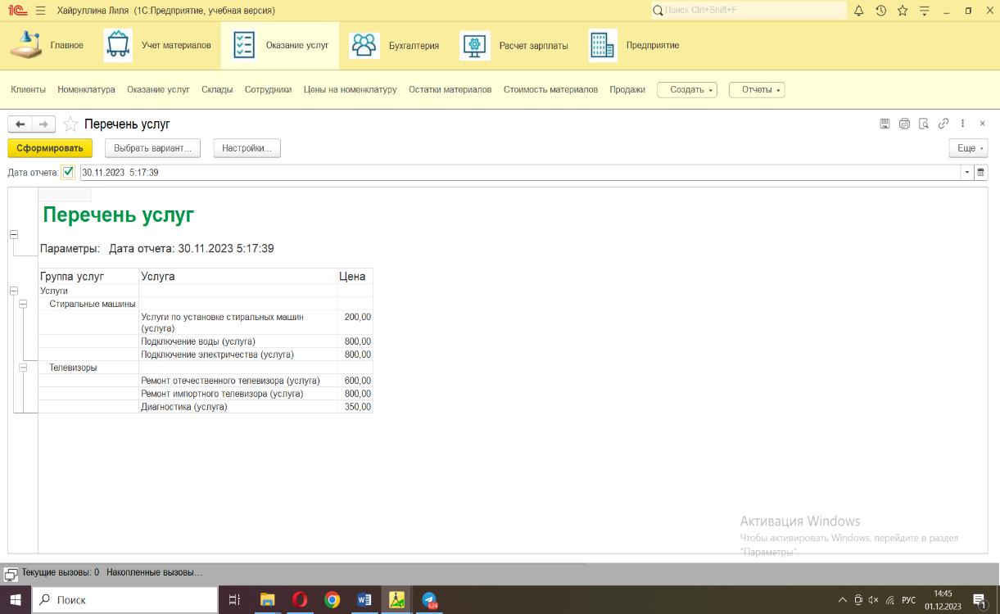 Хайруллина Лиля (1С:Предприятие, учебная версия)
Поиск Ctrl+Shift+F
Главное
Учет материалов
Оказание услуг
Бухгалтерия
Расчет зарплаты
Предприятие
Клиенты Номенклатура Оказание услуг Склады Сотрудники Цены на номенклатуру Остатки материалов Стоимость материалов Продажи Создать Отчеты
Перечень услуг
Сформировать Выбрать вариант... Настройки... Еще
Дата отчета: 30.11.2023 5:17:39
Перечень услуг
Параметры: Дата отчета: 30.11.2023 5:17:39
Группа услуг Услуга Цена
Услуги
Стиральные машины
Услуги по установке стиральных машин 200,00
(услуга)
Подключение воды (услуга) 800,00
Подключение электричества (услуга) 800,00
Телевизоры
Ремонт отечественного телевизора (услуга) 600,00
Ремонт импортного телевизора (услуга) 800,00
Диагностика (услуга) 350,00
Активация Windows
Чтобы активировать Windows, перейдите в раздел
"Параметры".
Текущие вызовы: 0 Накопленные вызовы...
Поиск
624
РУС
14:45
01.12.2023
1